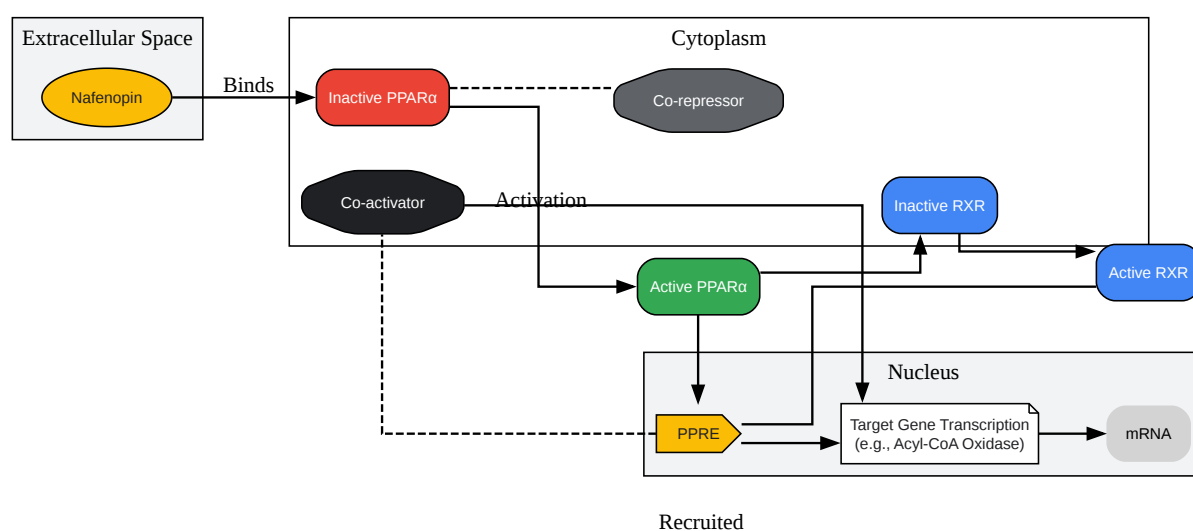 Extracellular Space
Cytoplasm
Nafenopin
Binds
Inactive PPARα
Co-repressor
Co-activator
Activation
Inactive RXR
Active PPARα
Active RXR
Nucleus
PPRE
Target Gene Transcription
(e.g., Acyl-CoA Oxidase)
mRNA
Recruited